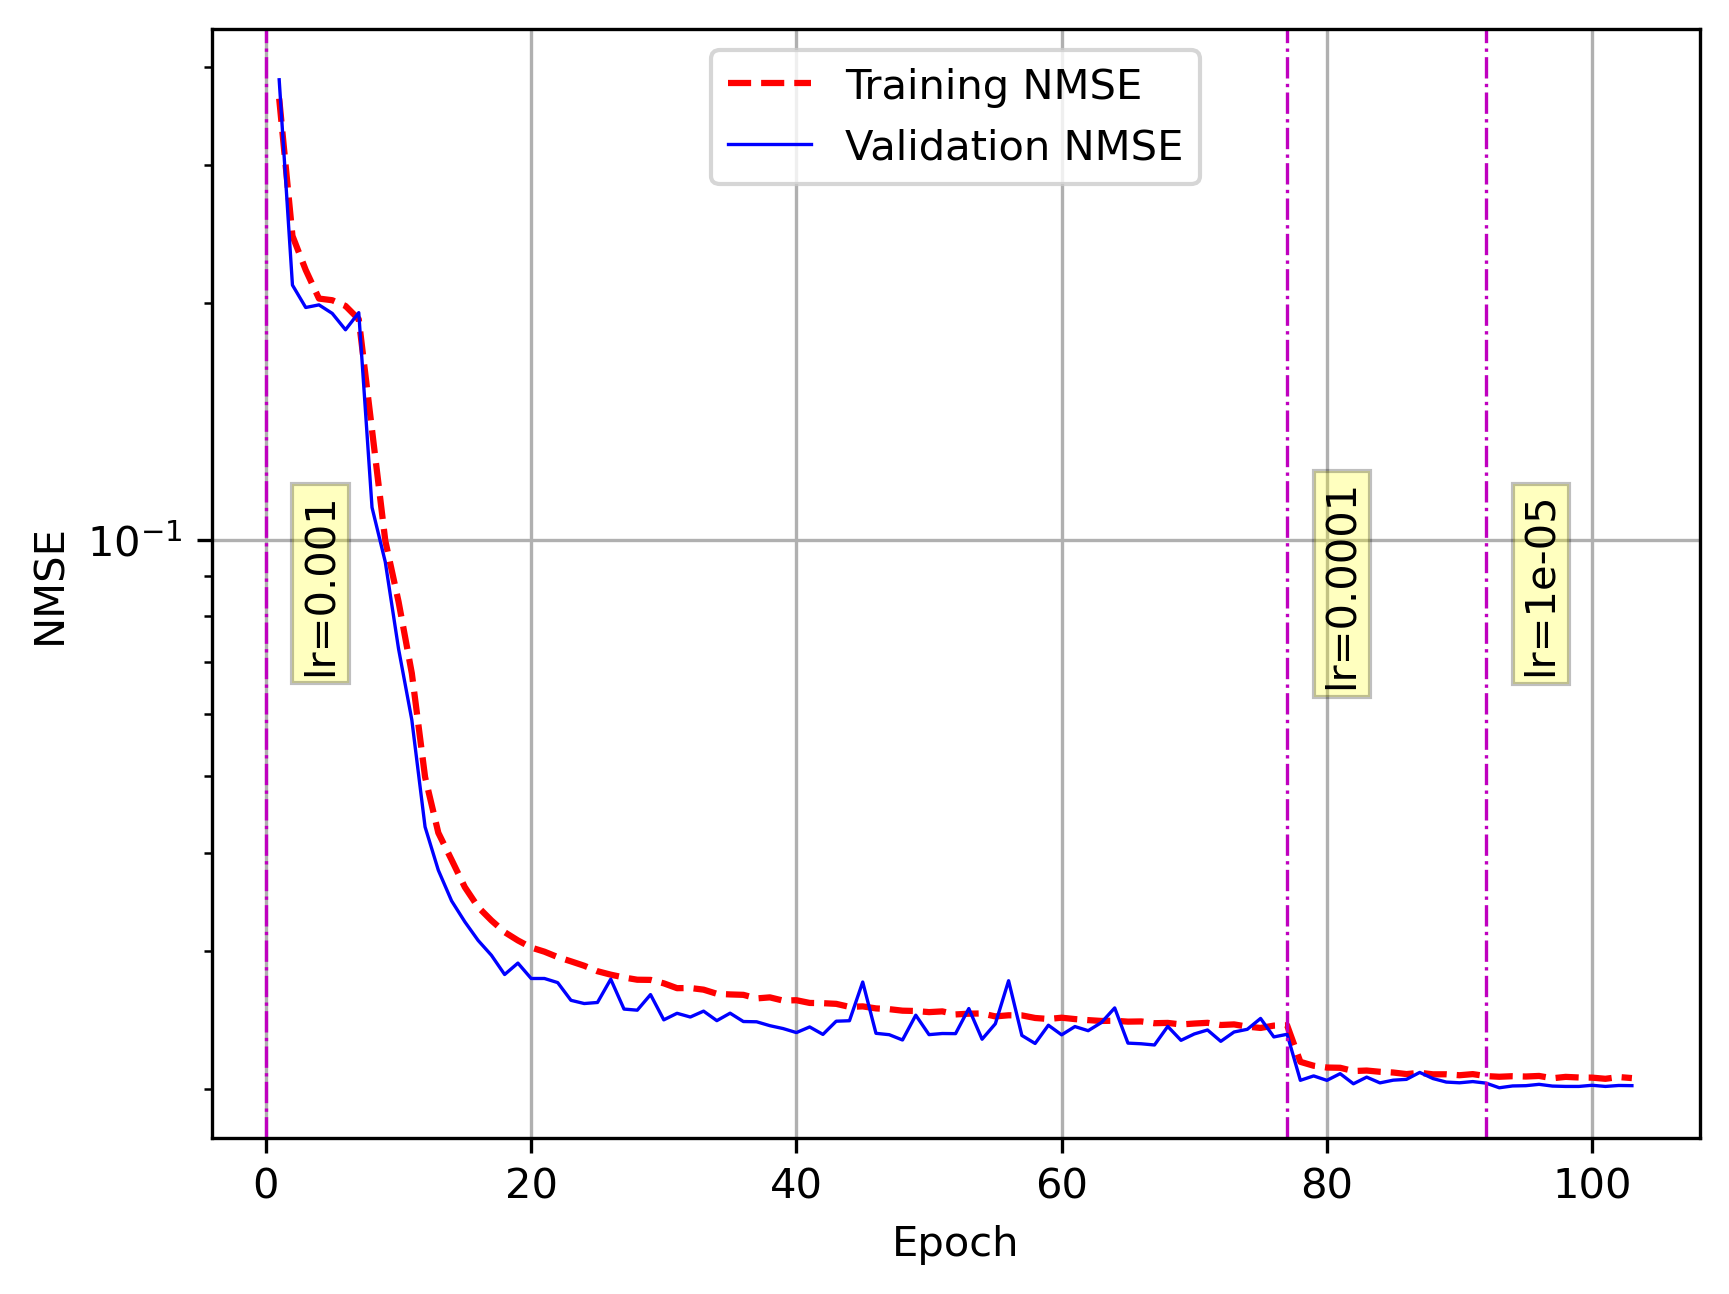 Training NMSE
Validation NMSE
NMSE
10⁻¹
lr=0.001
lr=0.0001
lr=1e-05
0 20 40 60 80 100
Epoch